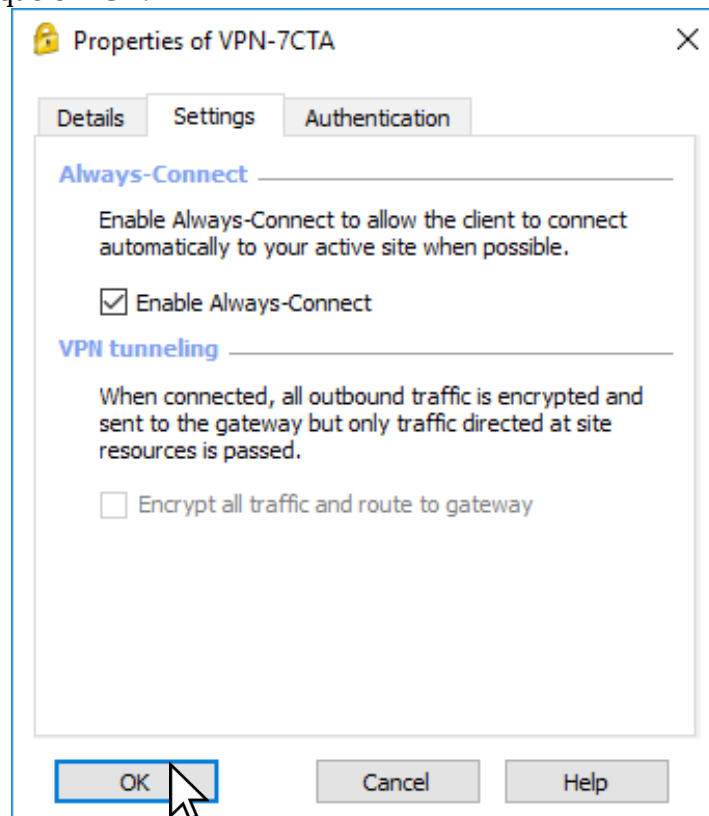 Properties of VPN-7CTA
Details Settings Authentication
Always-Connect
Enable Always-Connect to allow the client to connect
automatically to your active site when possible.
Enable Always-Connect
VPN tunneling
When connected, all outbound traffic is encrypted and
sent to the gateway but only traffic directed at site
resources is passed.
Encrypt all traffic and route to gateway
OK Cancel Help